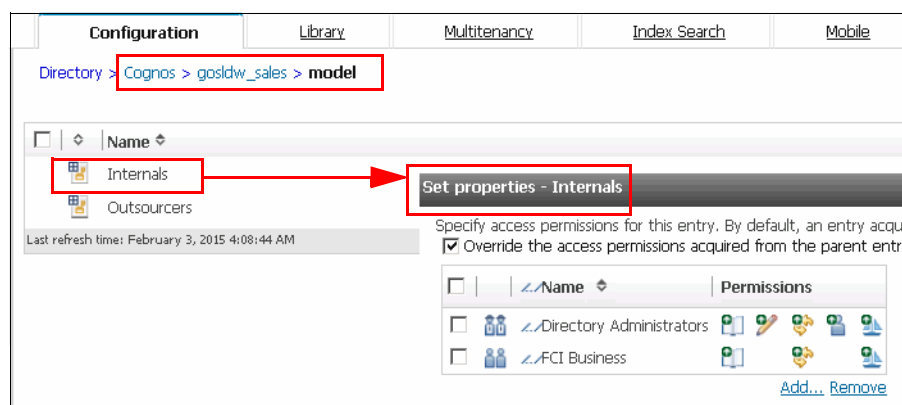 Configuration Library Multitenancy Index Search Mobile
Directory > Cognos > gosldw_sales > model
Name
Internals
Outsourcers
Last refresh time: February 3, 2015 4:08:44 AM
Set properties - Internals
Specify access permissions for this entry. By default, an entry acqu
Override the access permissions acquired from the parent entr
Name Permissions
Directory Administrators
FCI Business
Add... Remove